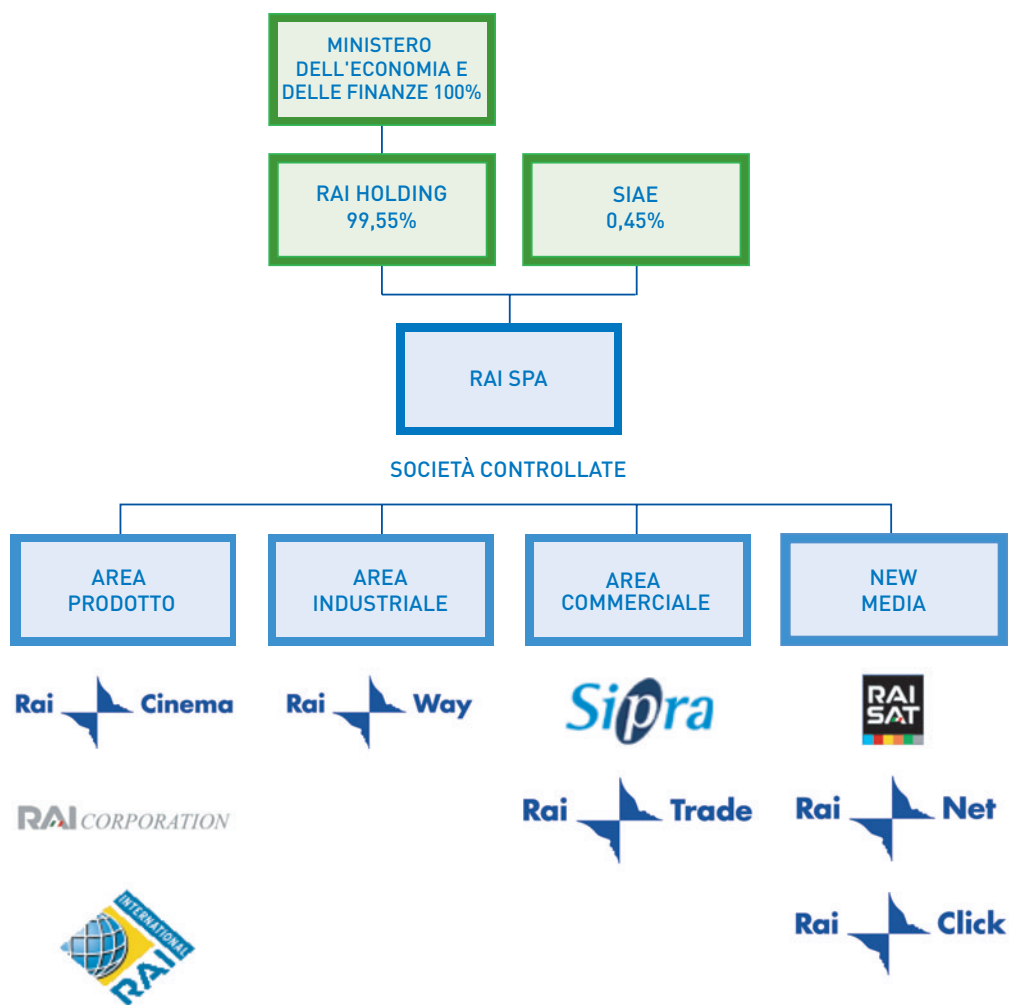 MINISTERO
DELL'ECONOMIA E
DELLE FINANZE 100%
RAI HOLDING
99,55%
SIAE
0,45%
RAI SPA
SOCIETÀ CONTROLLATE
AREA
PRODOTTO
AREA
INDUSTRIALE
AREA
COMMERCIALE
NEW
MEDIA
Rai Cinema
Rai Way
Sipra
RAI
SAT
RAI CORPORATION
Rai Trade
Rai Net
INTERNATIONAL
RAI
Rai Click